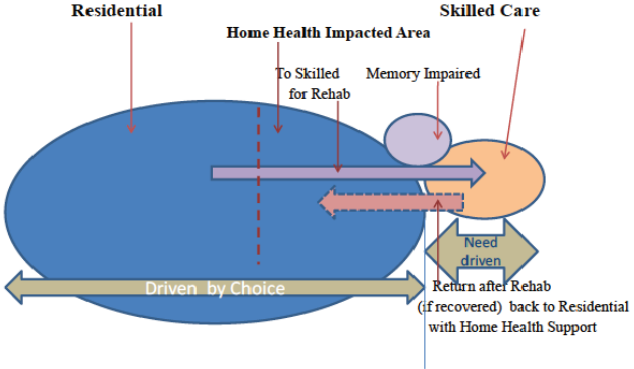 Residential
Skilled Care
Home Health Impacted Area
To Skilled
for Rehab
Memory Impaired
Need
driven
Driven by Choice
Return after Rehab
(if recovered) back to Residential
with Home Health Support